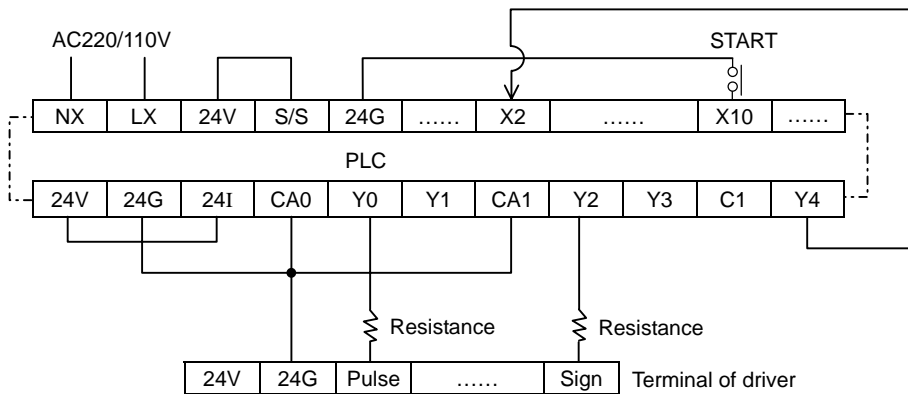 AC220/110V
START
NX LX 24V S/S 24G ...... X2 ...... X10 ......
PLC
24V 24G 24I CA0 Y0 Y1 CA1 Y2 Y3 C1 Y4
Resistance Resistance
24V 24G Pulse ...... Sign Terminal of driver